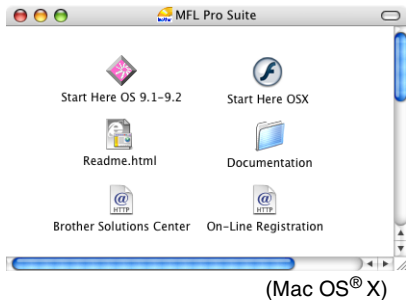 MFL Pro Suite
Start Here OS 9.1-9.2 Start Here OSX
Readme.html Documentation
@ @
HTTP HTTP
Brother Solutions Center On-Line Registration
(Mac OS® X)